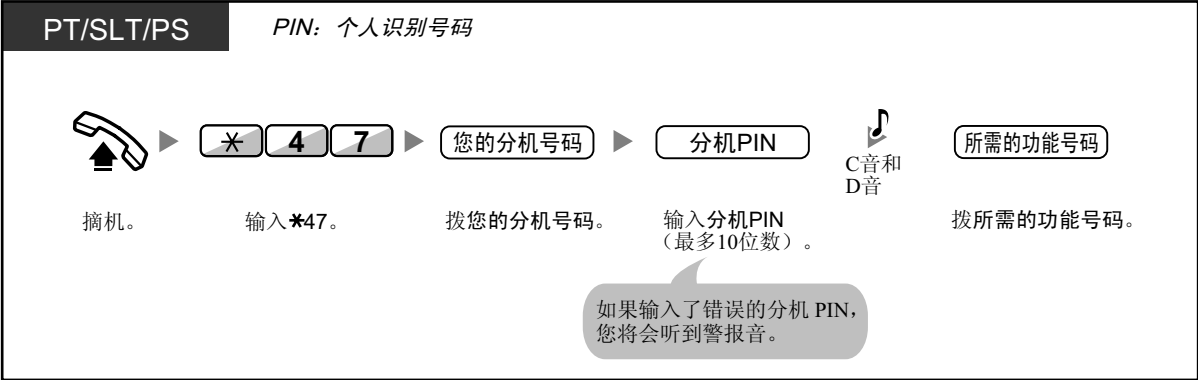 PT/SLT/PS
PIN：个人识别号码
* 4 7
您的分机号码
分机PIN
C音和
D音
所需的功能号码
摘机。
输入*47。
拨您的分机号码。
输入分机PIN
（最多10位数）。
拨所需的功能号码。
如果输入了错误的分机 PIN，
您将会听到警报音。